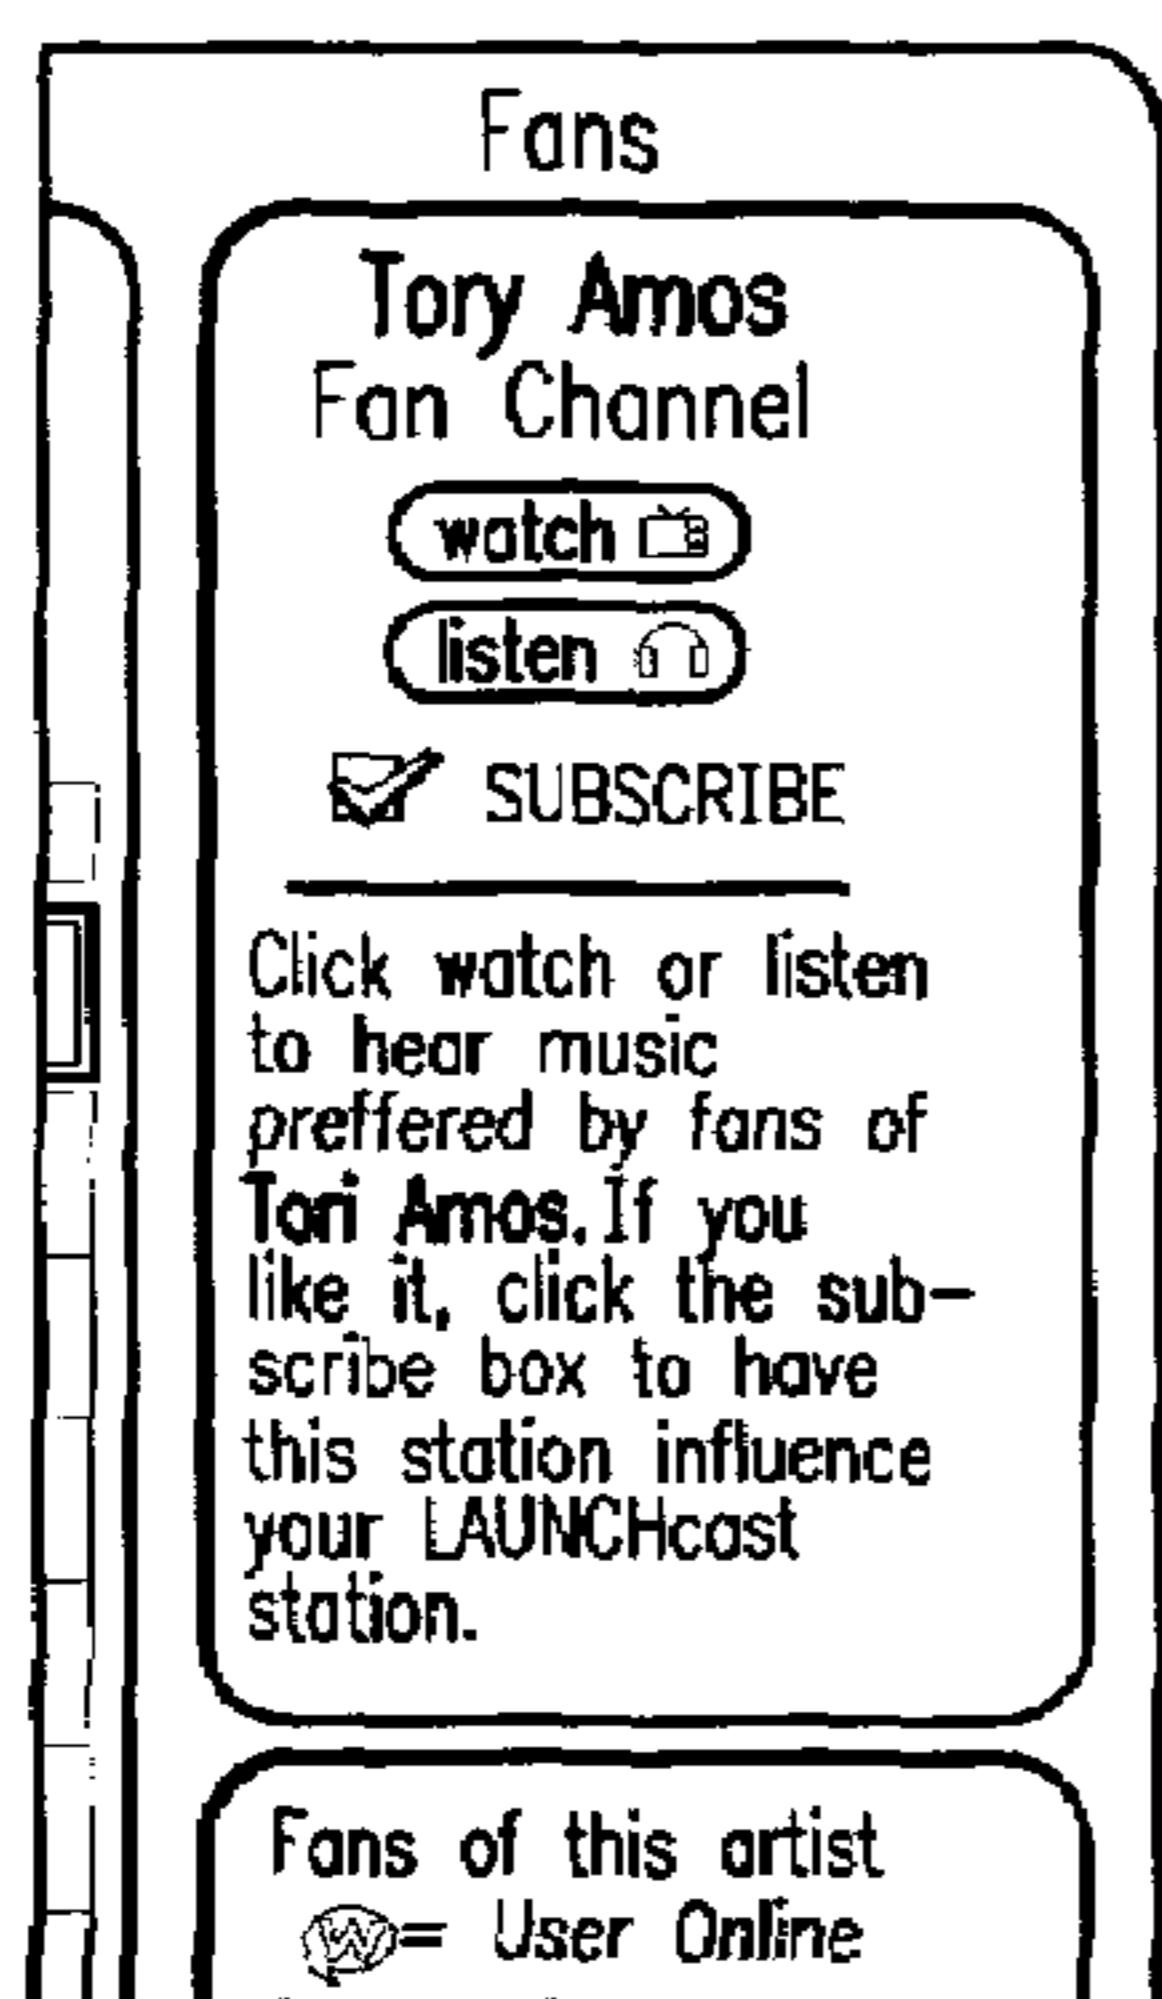 Fans
Tory Amos
Fan Channel
watch
listen
SUBSCRIBE
Click watch or listen
to hear music
preffered by fans of
Tori Amos. If you
like it, click the sub-
scribe box to have
this station influence
your LAUNCHcast
station.
Fans of this artist
W = User Online